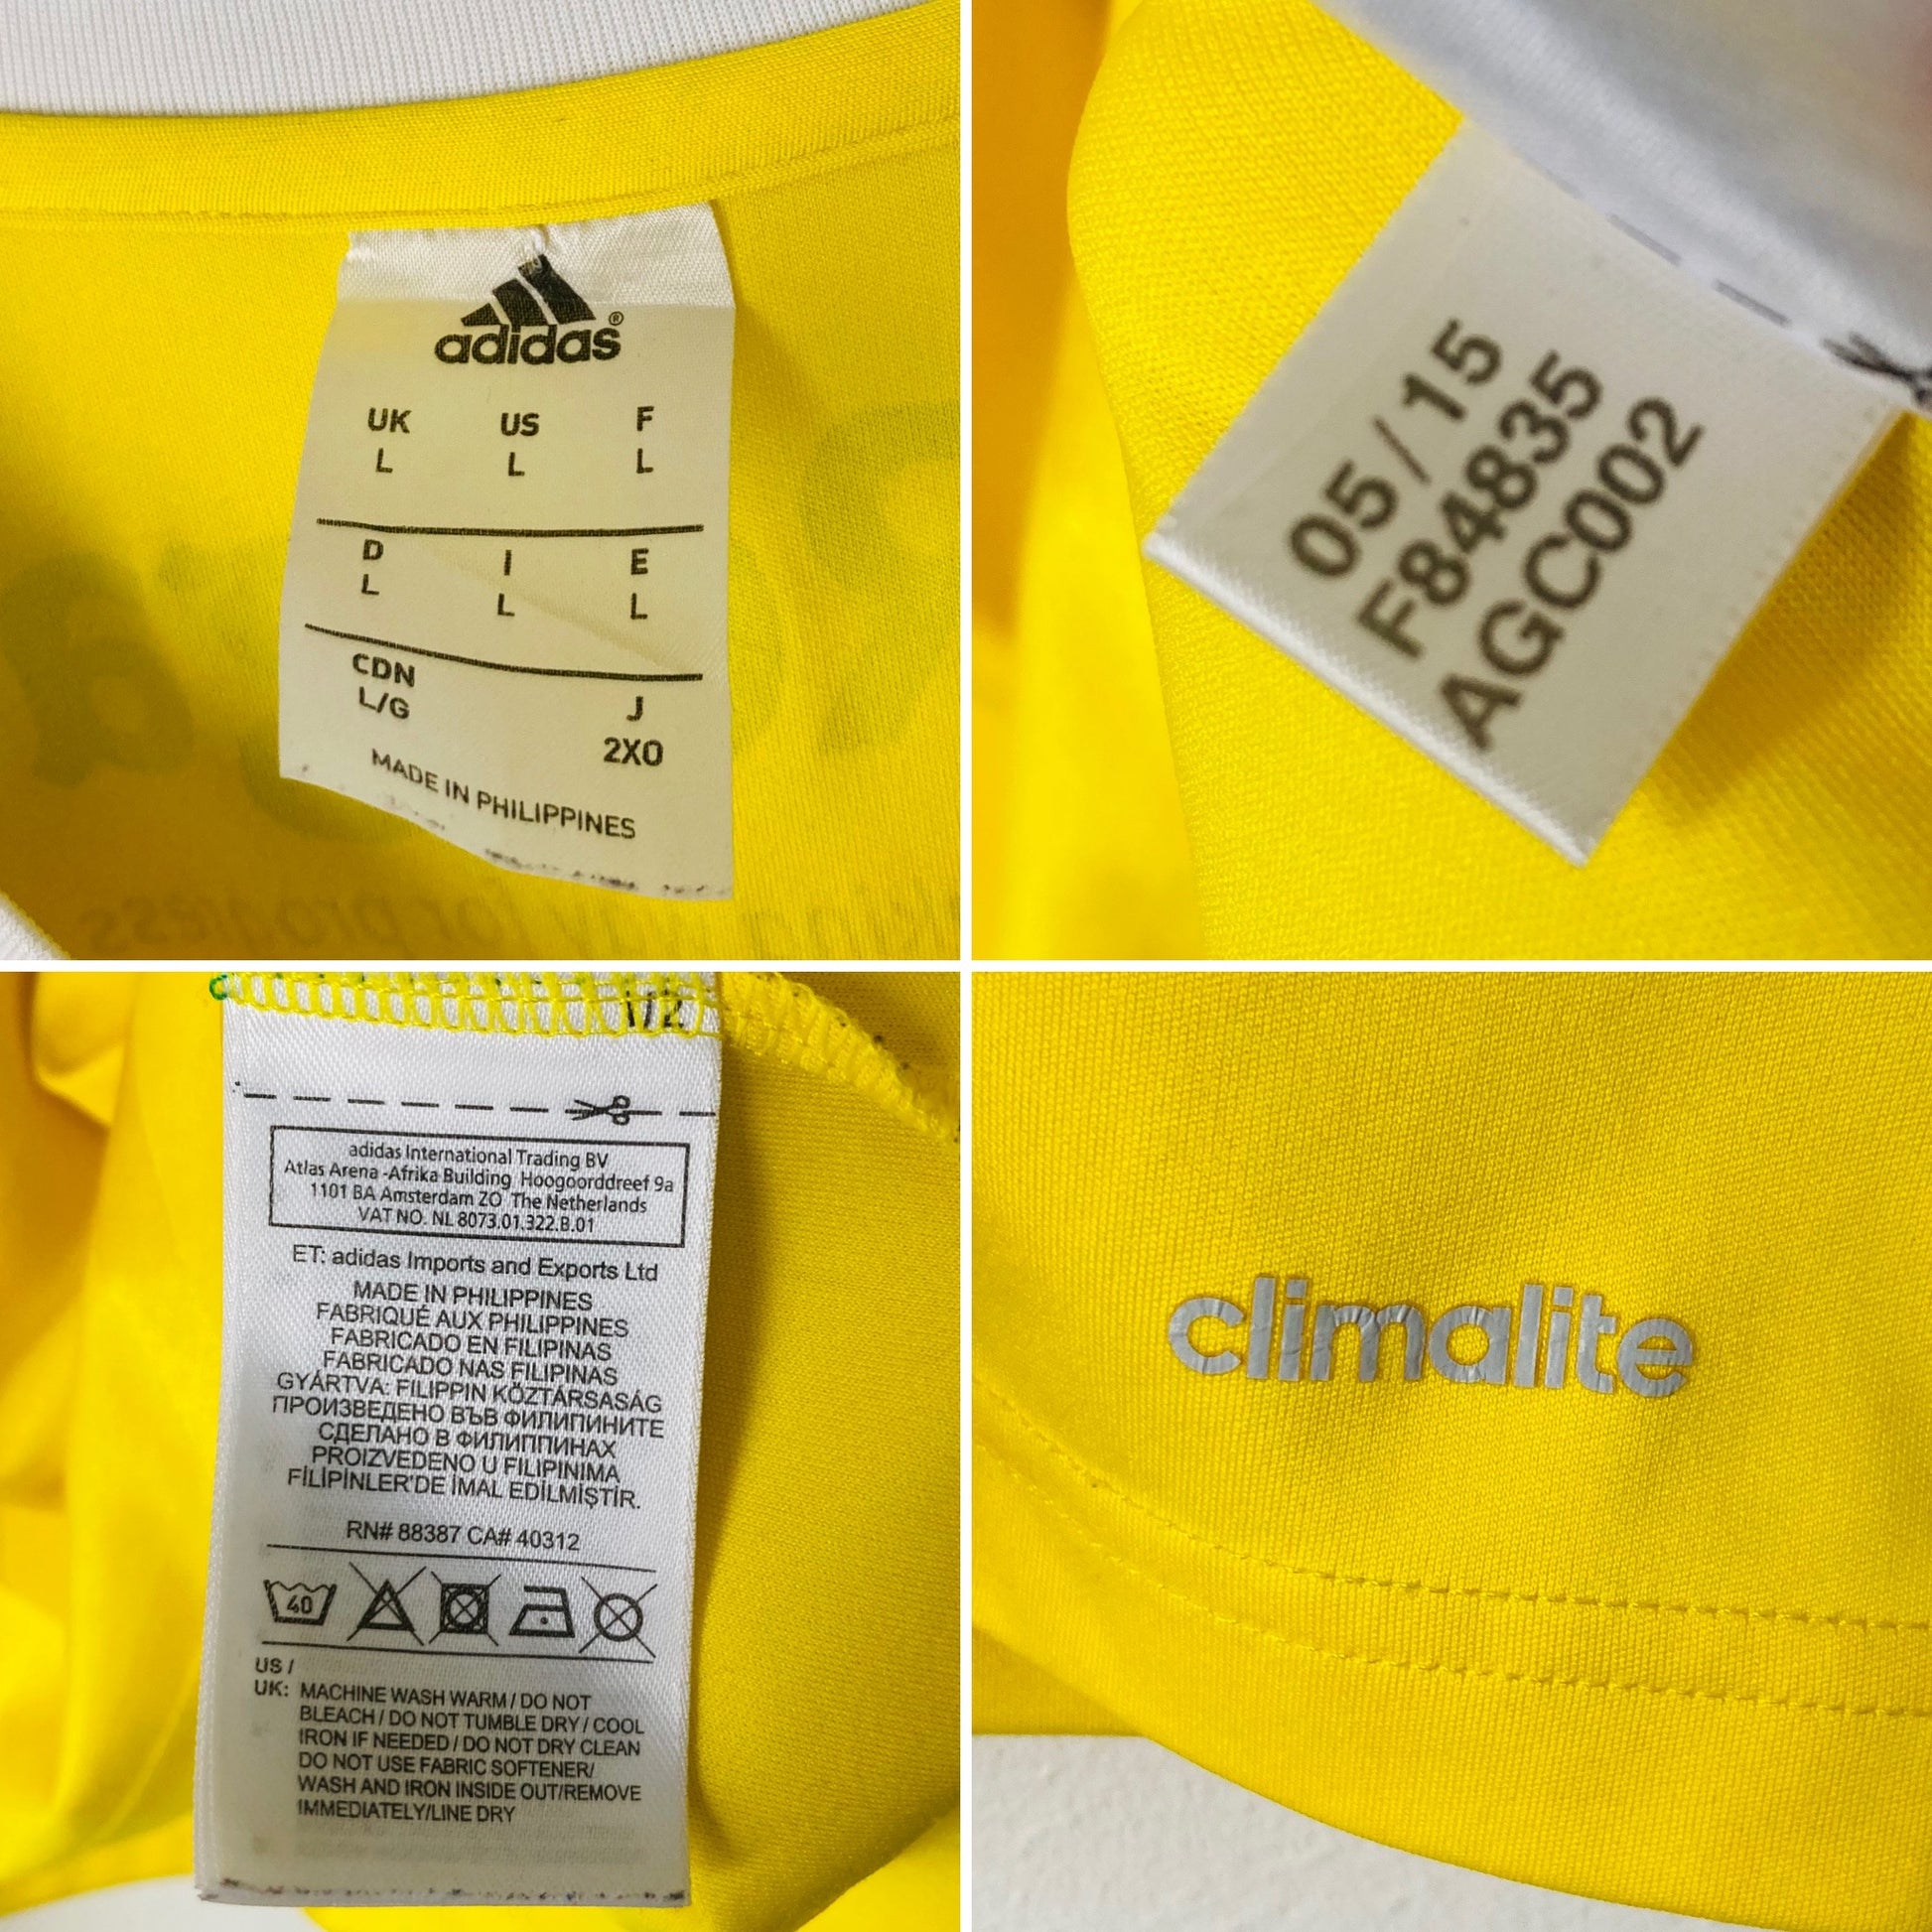 adidas®
UK US F
L L L
D I E
L L L
CDN J
L/G 2XO
MADE IN PHILIPPINES
for progress
05/15
F84835
AGC002
1/2
adidas International Trading BV
Atlas Arena -Afrika Building Hoogoorddreef 9a
1101 BA Amsterdam ZO The Netherlands
VAT NO. NL 8073.01.322.B.01
ET: adidas Imports and Exports Ltd
MADE IN PHILIPPINES
FABRIQUÉ AUX PHILIPPINES
FABRICADO EN FILIPINAS
FABRICADO NAS FILIPINAS
GYÁRTVA: FILIPPIN KÖZTÁRSASÁG
ПРОИЗВЕДЕНО ВЪВ ФИЛИПИНИТЕ
СДЕЛАНО В ФИЛИППИНАХ
PROIZVEDENO U FILIPINIMA
FİLİPİNLER'DE İMAL EDİLMİŞTİR.
RN# 88387 CA# 40312
40
US /
UK: MACHINE WASH WARM / DO NOT
BLEACH / DO NOT TUMBLE DRY / COOL
IRON IF NEEDED / DO NOT DRY CLEAN
DO NOT USE FABRIC SOFTENER/
WASH AND IRON INSIDE OUT/REMOVE
IMMEDIATELY/LINE DRY
climalite